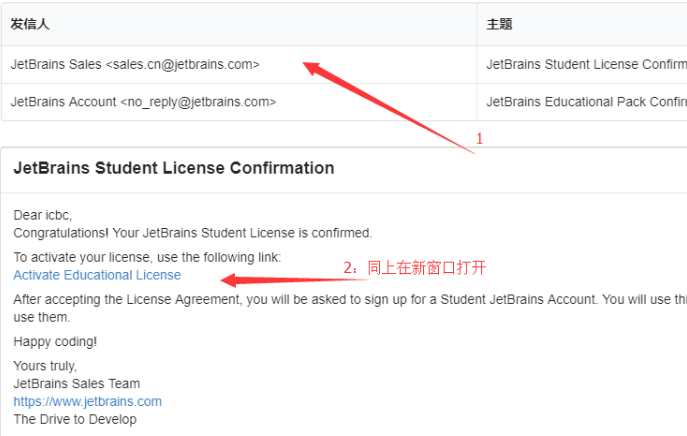 发信人 主题
JetBrains Sales <sales.cn@jetbrains.com> JetBrains Student License Confirm
JetBrains Account <no_reply@jetbrains.com> JetBrains Educational Pack Confir
1
JetBrains Student License Confirmation
Dear icbc,
Congratulations! Your JetBrains Student License is confirmed.
To activate your license, use the following link:
Activate Educational License
2：同上在新窗口打开
After accepting the License Agreement, you will be asked to sign up for a Student JetBrains Account. You will use thi
use them.
Happy coding!
Yours truly,
JetBrains Sales Team
https://www.jetbrains.com
The Drive to Develop